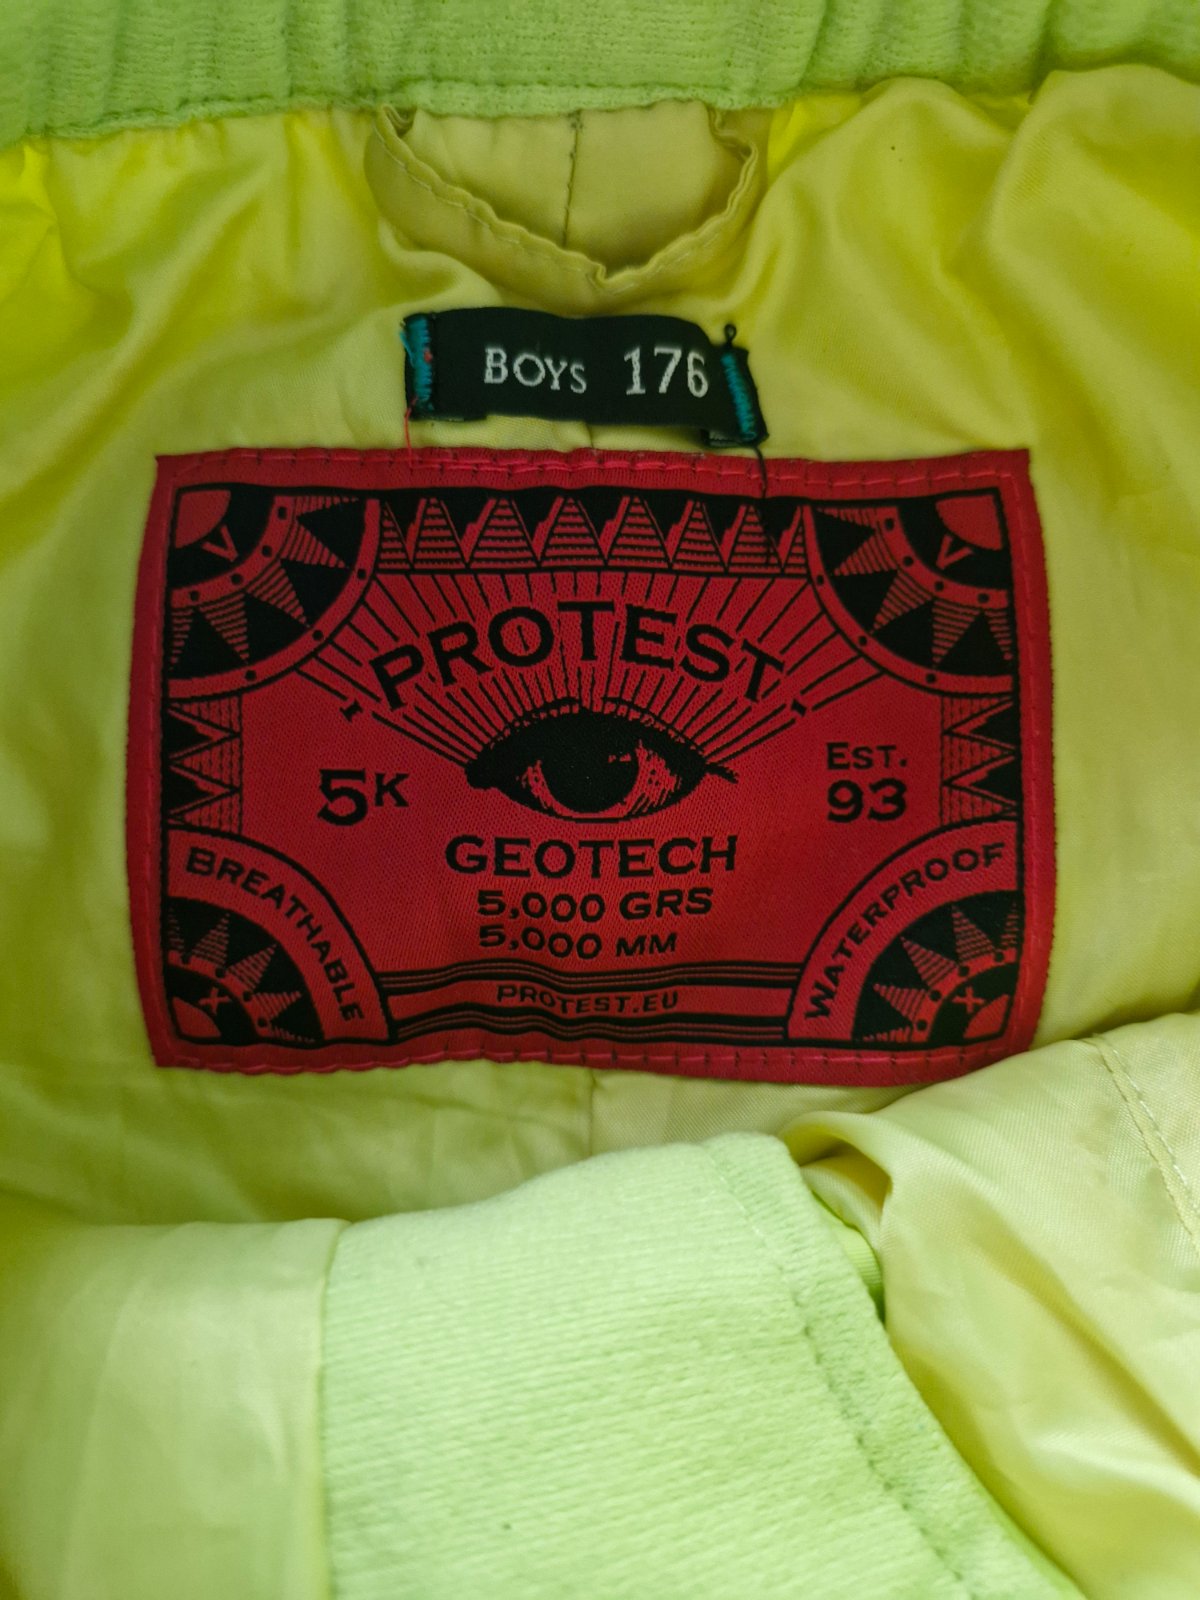 BOYS 176
PROTEST
5K
EST. 93
GEOTECH
5,000 GRS
5,000 MM
BREATHABLE
WATERPROOF
PROTEST.EU